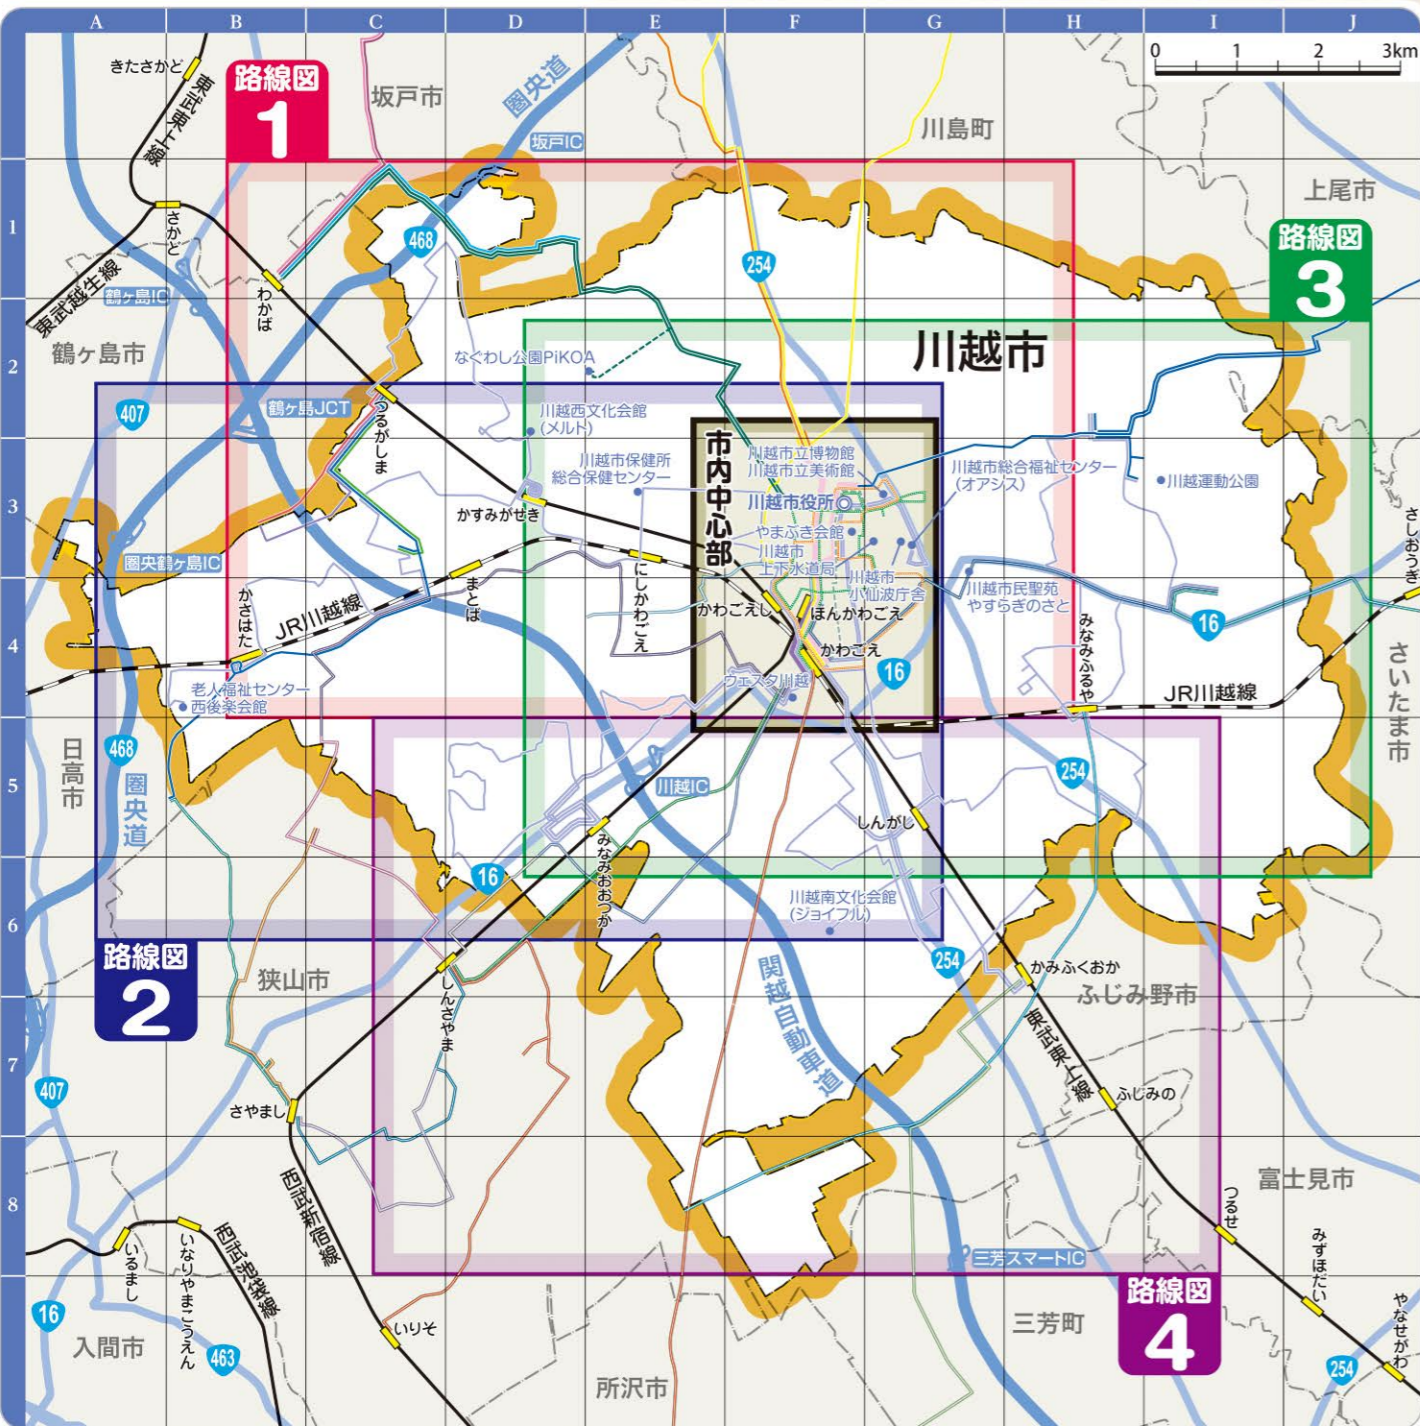 A B C D E F G H I J
0 1 2 3km
きたさかど
東武東上線
路線図
1
坂戸市
圏央道
坂戸IC
川島町
上尾市
1
さかど
468
254
路線図
3
東武越生線
鶴ヶ島IC
わかば
鶴ヶ島市
2
なぐわし公園PiKOA
川越市
407
鶴ヶ島JCT
つるがしま
川越西文化会館
(メルト)
市内中心部
川越市立博物館
川越市立美術館
川越市保健所
総合保健センター
川越市総合福祉センター
(オアシス)
川越運動公園
3
かすみがせき
川越市役所
やまぶき会館
川越市
上下水道局
さしおうぎ
圏央鶴ヶ島IC
まとば
にしかわごえ
川越市
小仙波庁舎
川越市民聖苑
やすらぎのさと
かさはた
JR川越線
かわごえし
ほんかわごえ
みなみふるや
16
4
かわごえ
さいたま市
老人福祉センター
西後楽会館
ウェスタ川越
16
JR川越線
日高市
468
圏央道
5
川越IC
254
しんがし
みなみおおつか
16
川越南文化会館
(ジョイフル)
6
路線図
2
狭山市
しんさやま
関越自動車道
254
かみふくおか
ふじみ野市
東武東上線
7
407
さやまし
ふじみの
8
西武新宿線
富士見市
つるせ
いるまし
いなりやまこうえん
西武池袋線
三芳スマートIC
みずほだい
路線図
4
16
入間市
463
いりそ
所沢市
三芳町
254
やなせがわ